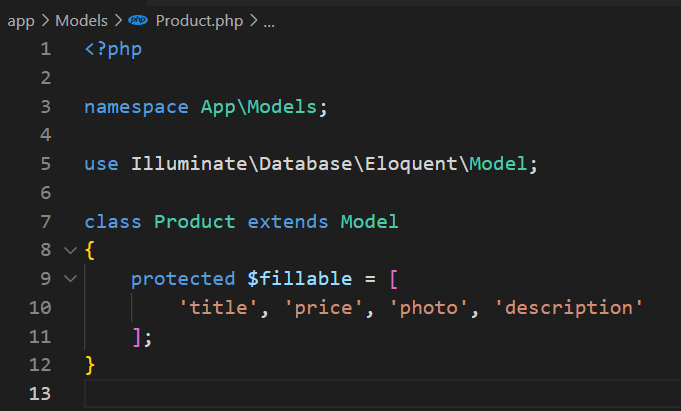 app > Models > php Product.php > ...
1 <?php
2
3 namespace App\Models;
4
5 use Illuminate\Database\Eloquent\Model;
6
7 class Product extends Model
8 {
9     protected $fillable = [
10         'title', 'price', 'photo', 'description'
11     ];
12 }
13